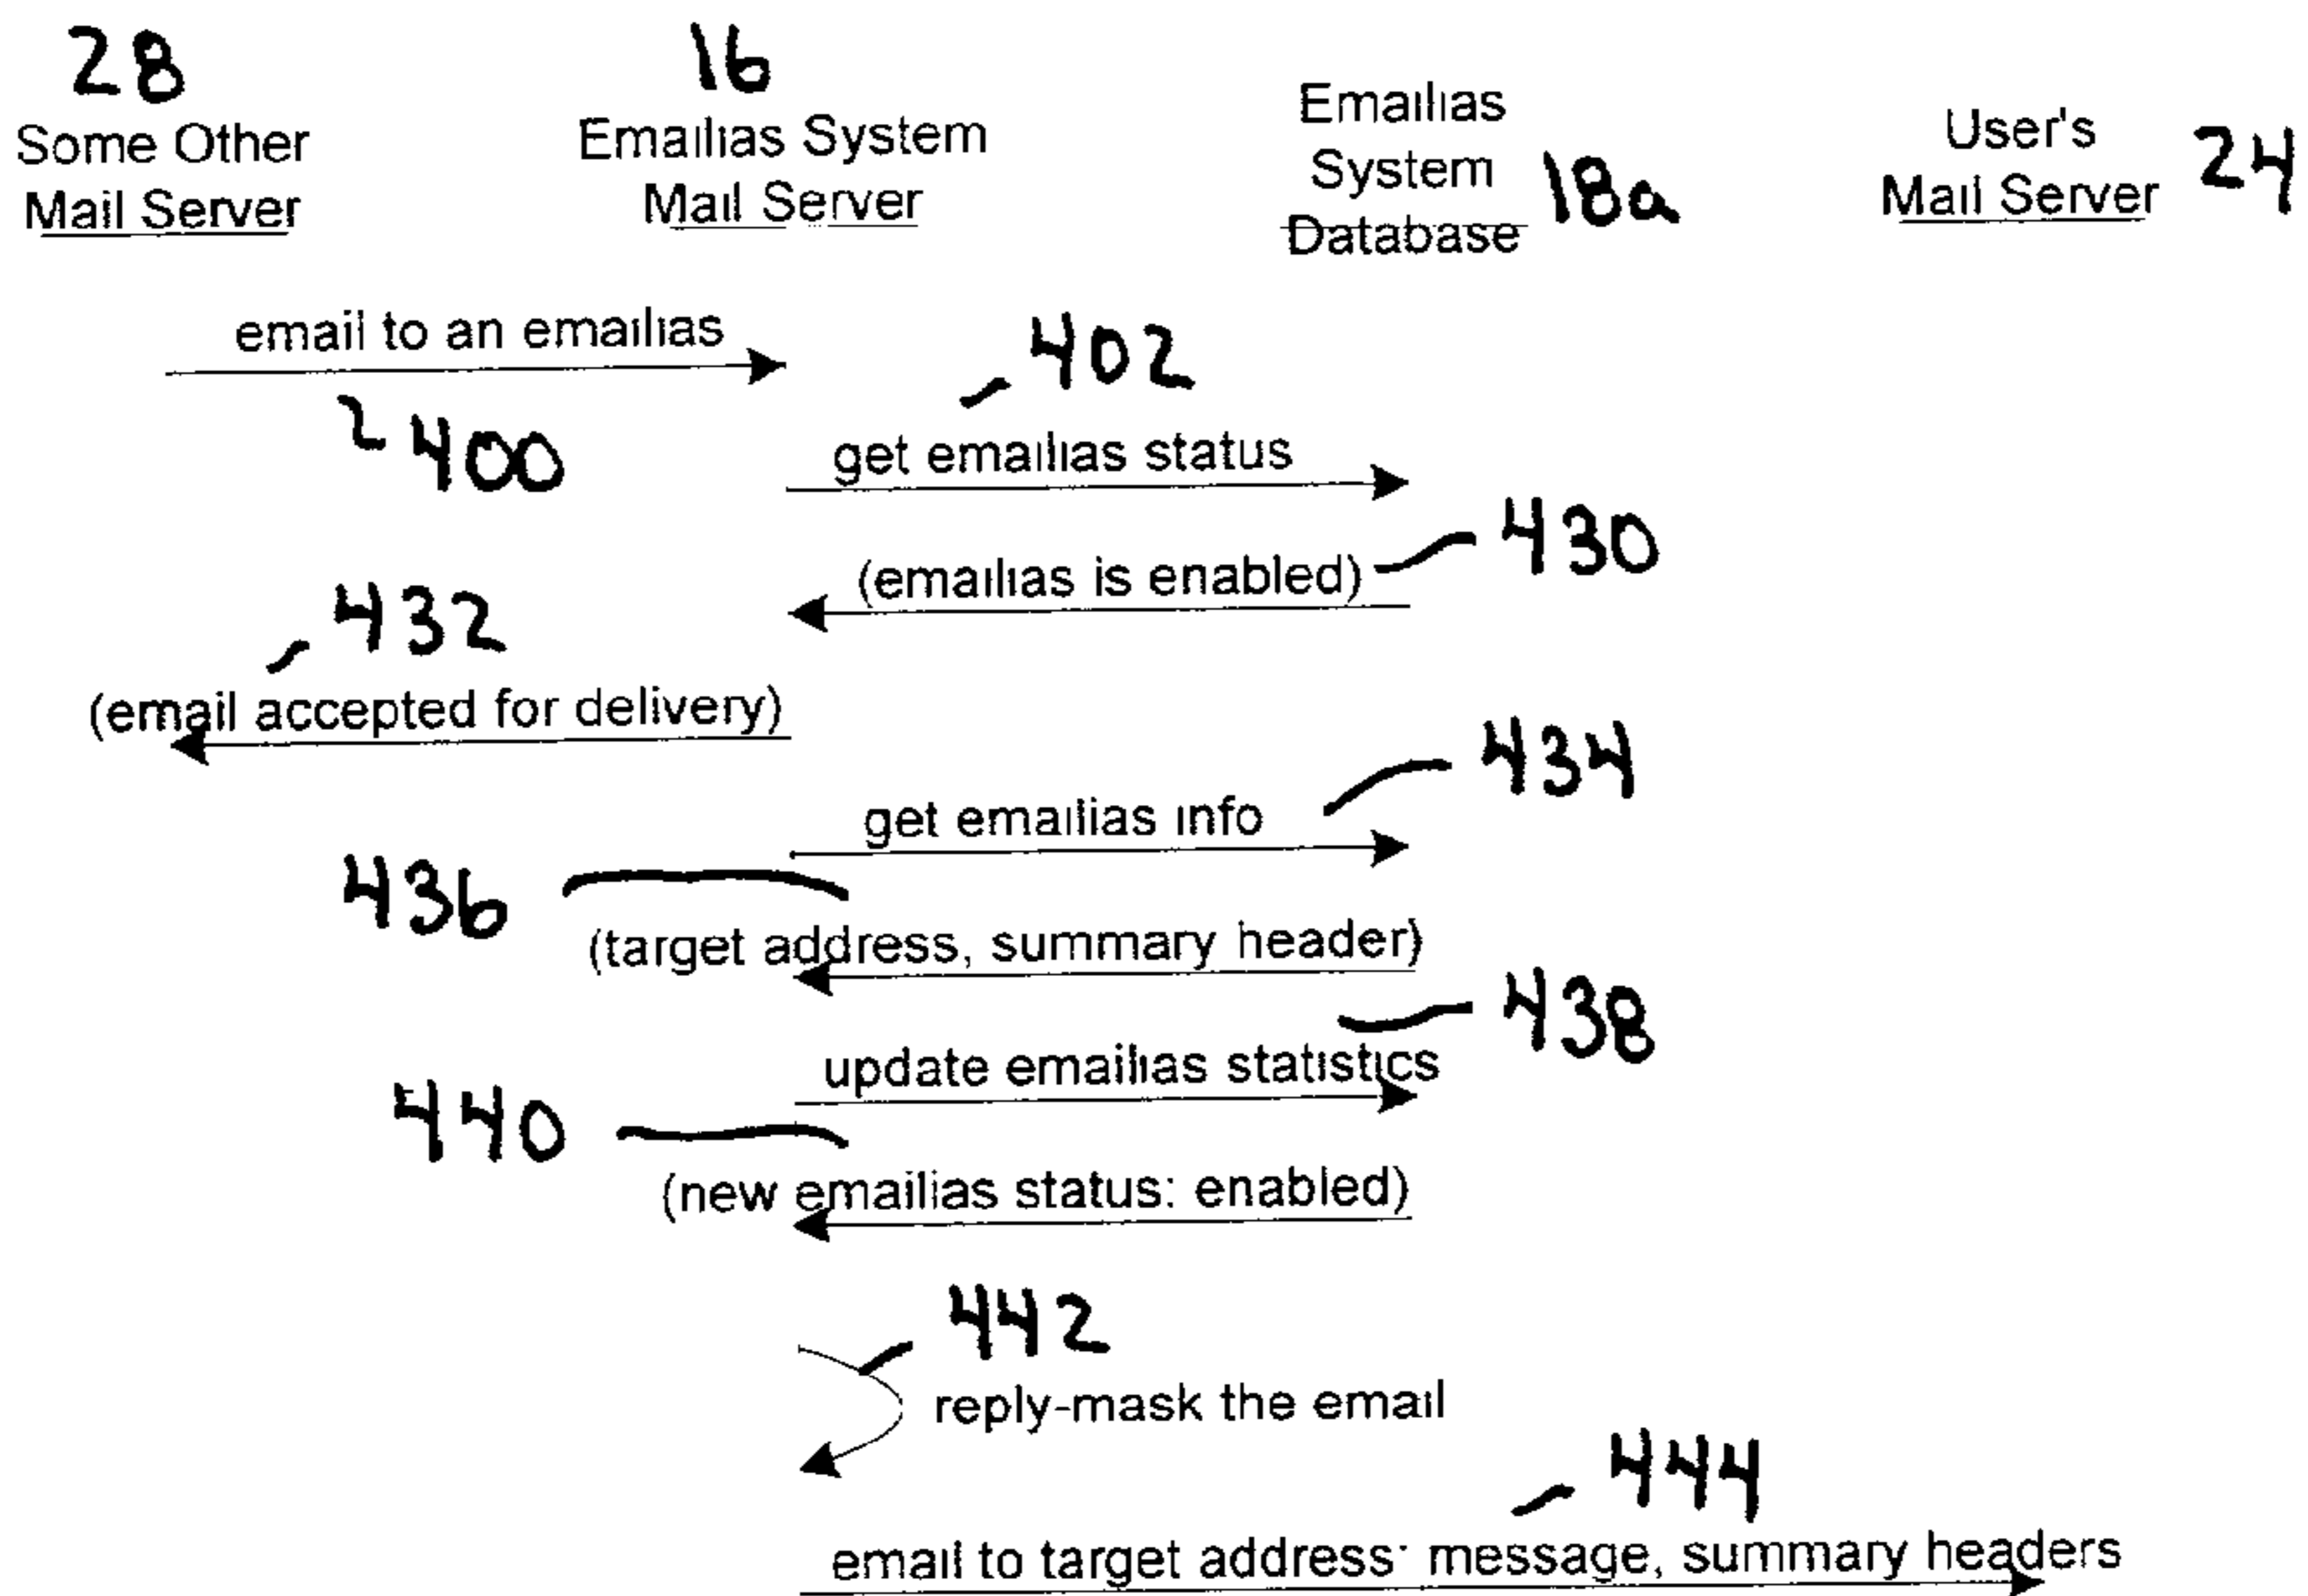 28
Some Other
Mail Server
16
Emailias System
Mail Server
Emailias
System 18a
Database
User's
Mail Server 24
email to an emailias
400
402
get emailias status
430
(emailias is enabled)
432
(email accepted for delivery)
434
get emailias info
436
(target address, summary header)
438
update emailias statistics
440
(new emailias status: enabled)
442
reply-mask the email
444
email to target address: message, summary headers